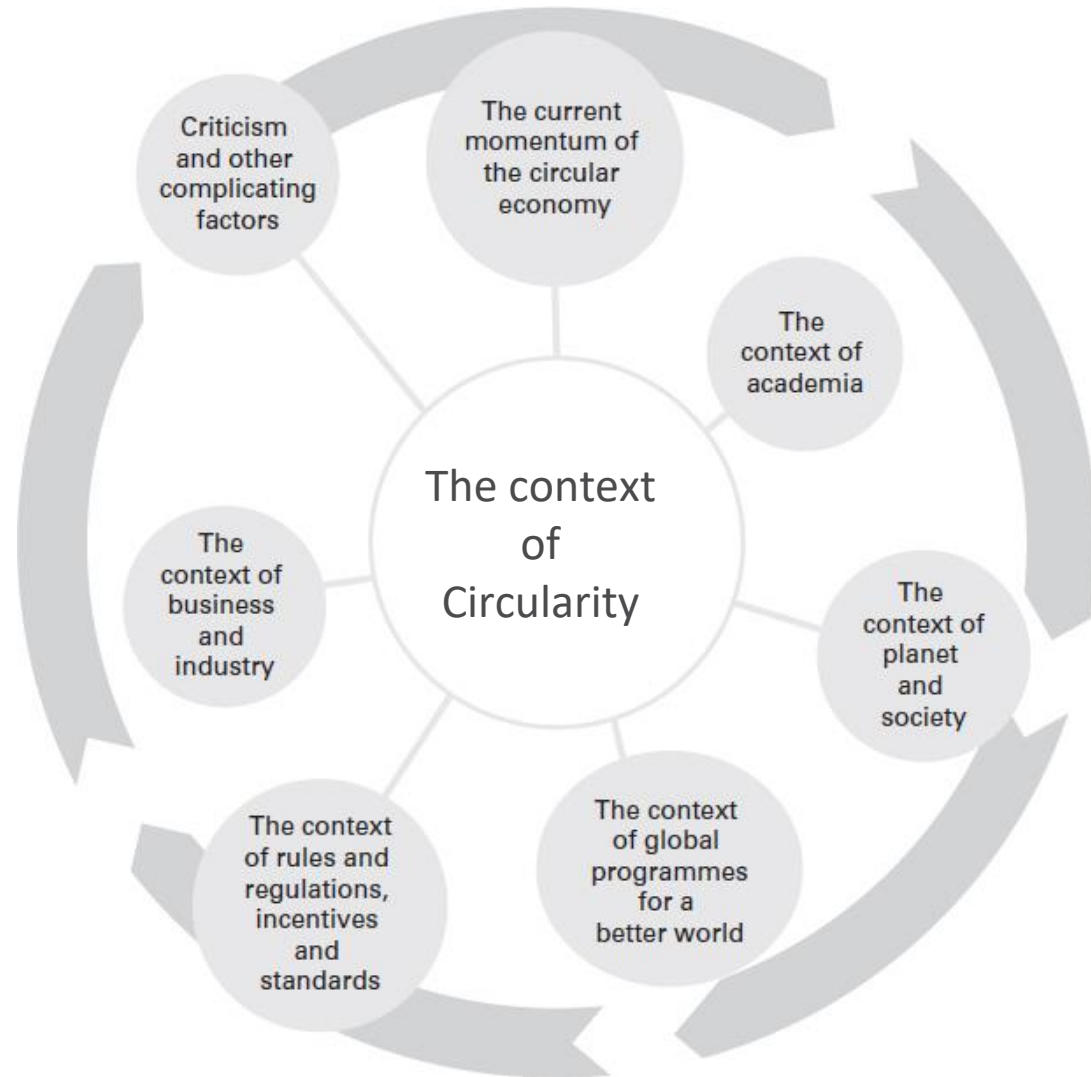 The current
momentum of
the circular
economy
The
context of
academia
The
context of
planet
and
society
The context
of global
programmes
for a
better world
The context
of rules and
regulations,
incentives
and
standards
The
context of
business
and
industry
Criticism
and other
complicating
factors
The context
of
Circularity